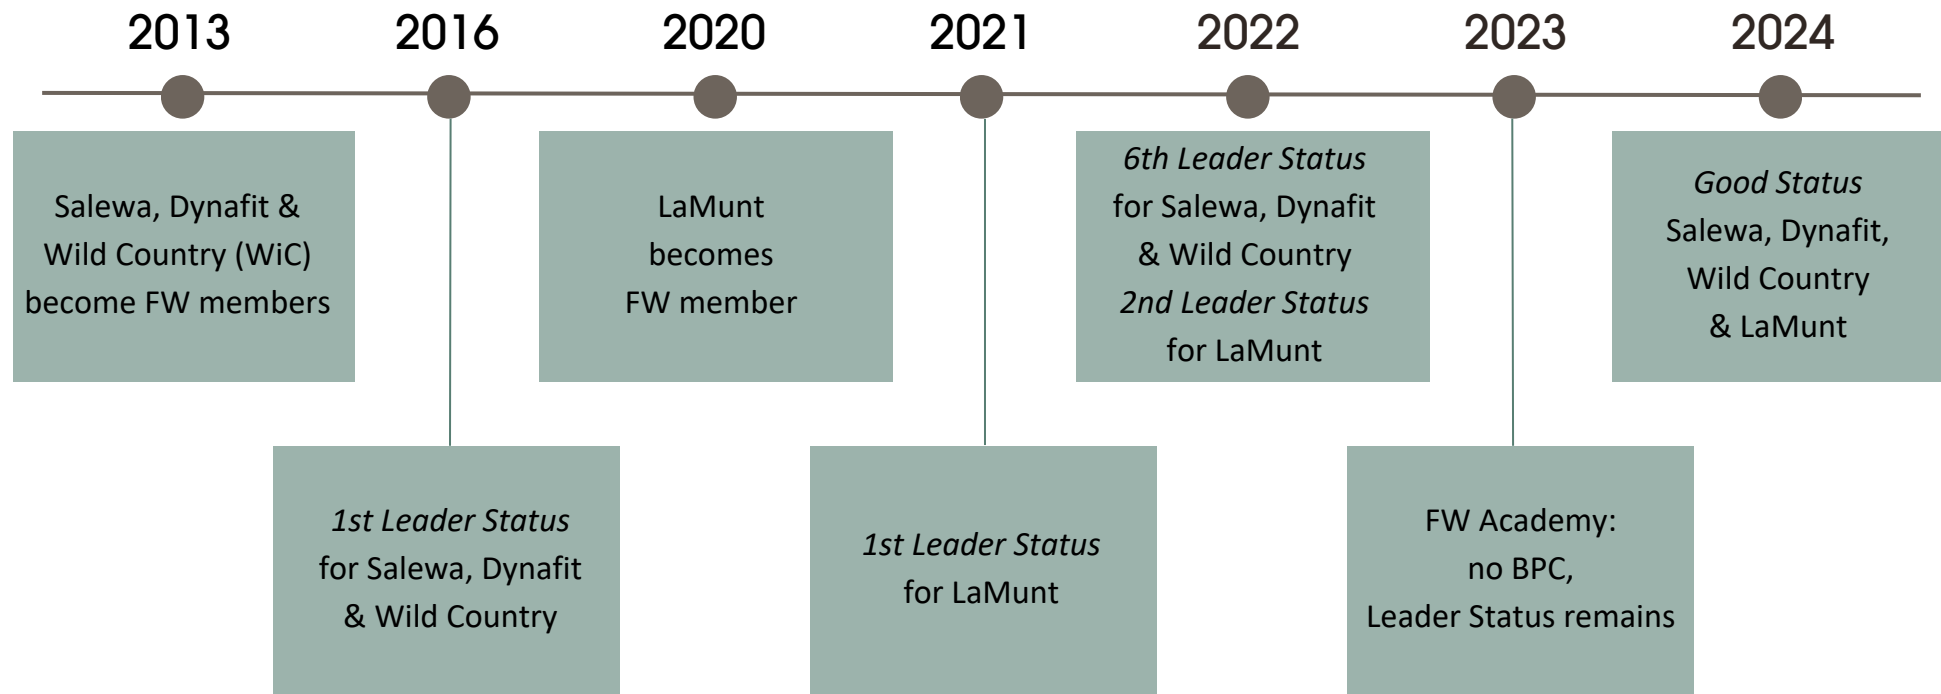 2013
2016
2020
2021
2022
2023
2024
Salewa, Dynafit &
Wild Country (WiC)
become FW members
1st Leader Status
for Salewa, Dynafit
& Wild Country
LaMunt
becomes
FW member
1st Leader Status
for LaMunt
6th Leader Status
for Salewa, Dynafit
& Wild Country
2nd Leader Status
for LaMunt
FW Academy:
no BPC,
Leader Status remains
Good Status
Salewa, Dynafit,
Wild Country
& LaMunt